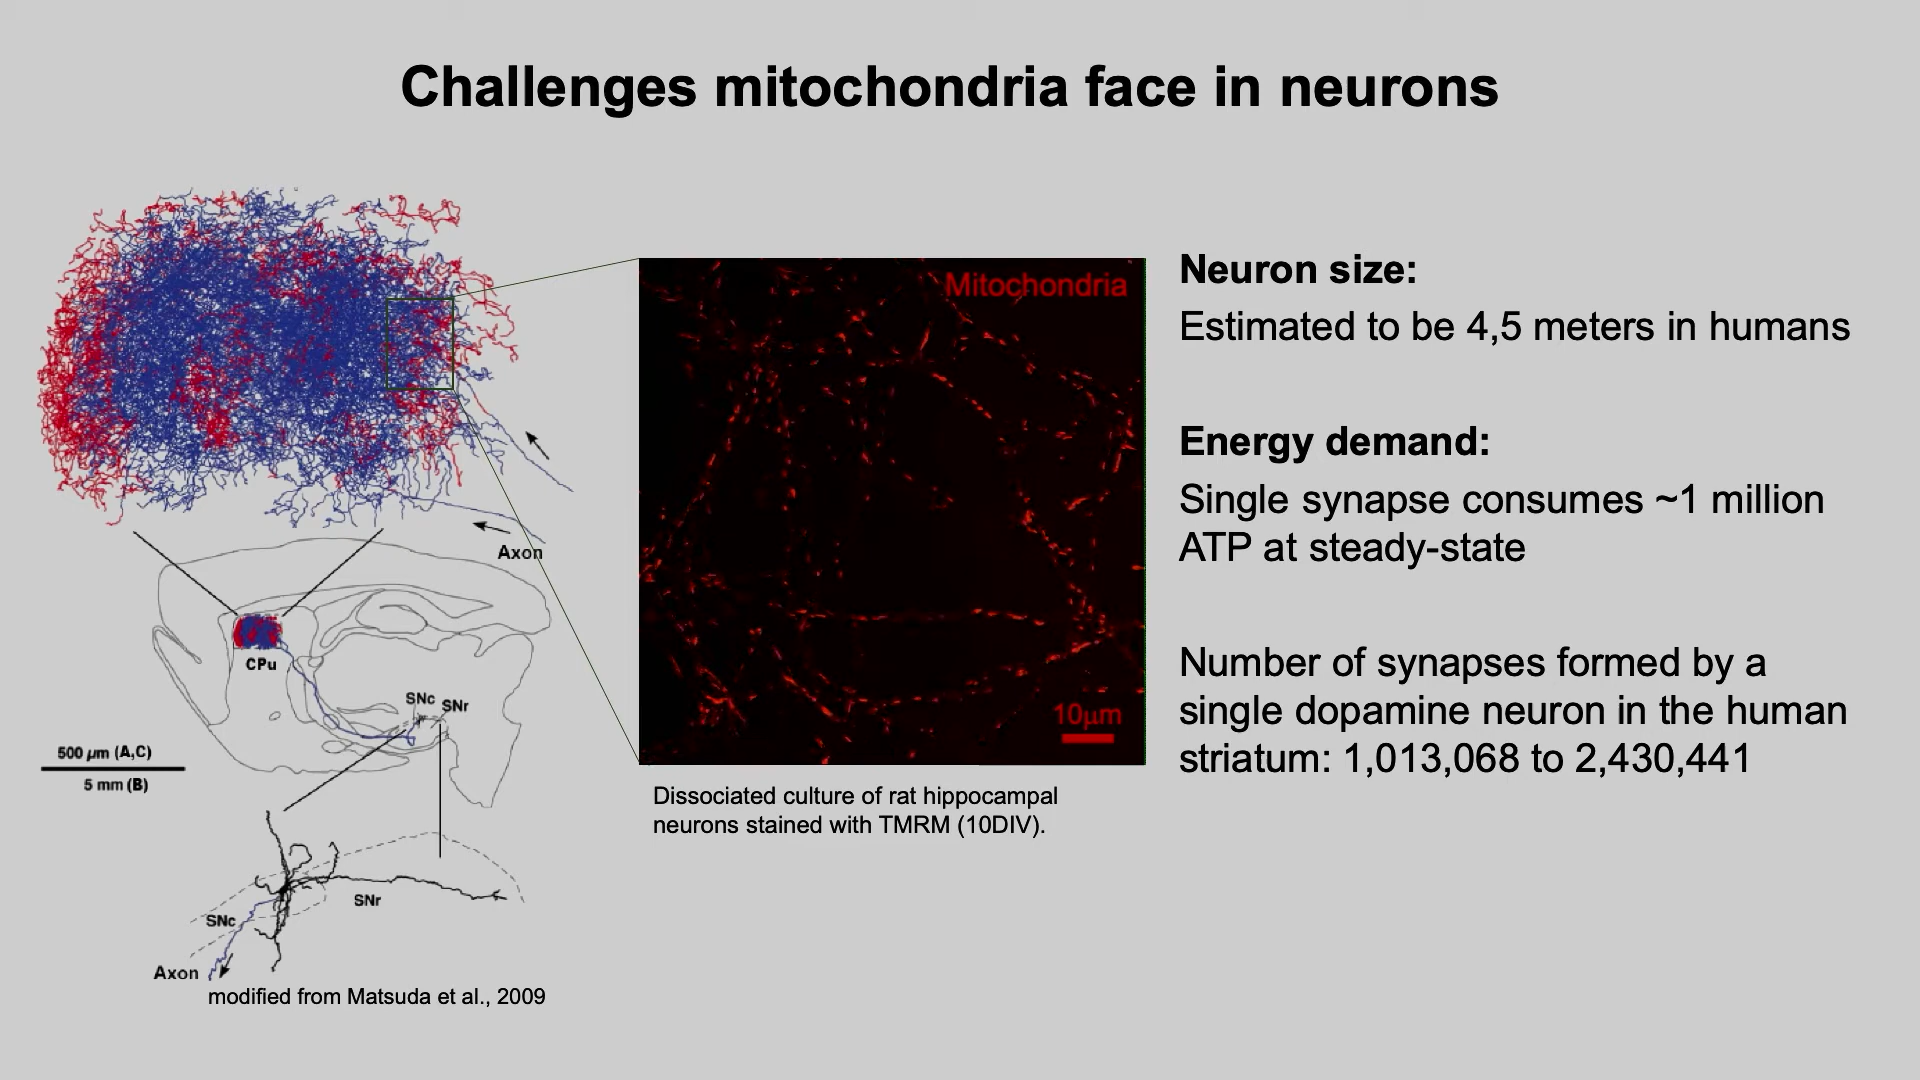 Challenges mitochondria face in neurons
Axon
CPu
SNc
SNr
500 µm (A,C)
5 mm (B)
SNr
SNc
Axon
modified from Matsuda et al., 2009
Mitochondria
10µm
Dissociated culture of rat hippocampal
neurons stained with TMRM (10DIV).
Neuron size:
Estimated to be 4,5 meters in humans
Energy demand:
Single synapse consumes ~1 million
ATP at steady-state
Number of synapses formed by a
single dopamine neuron in the human
striatum: 1,013,068 to 2,430,441